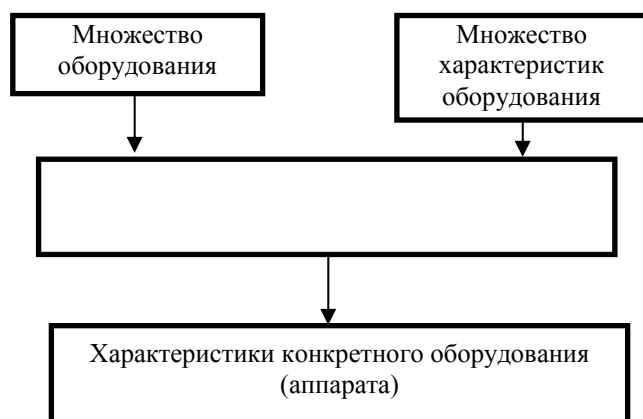 Множество
оборудования
Множество
характеристик
оборудования
Характеристики конкретного оборудования
(аппарата)